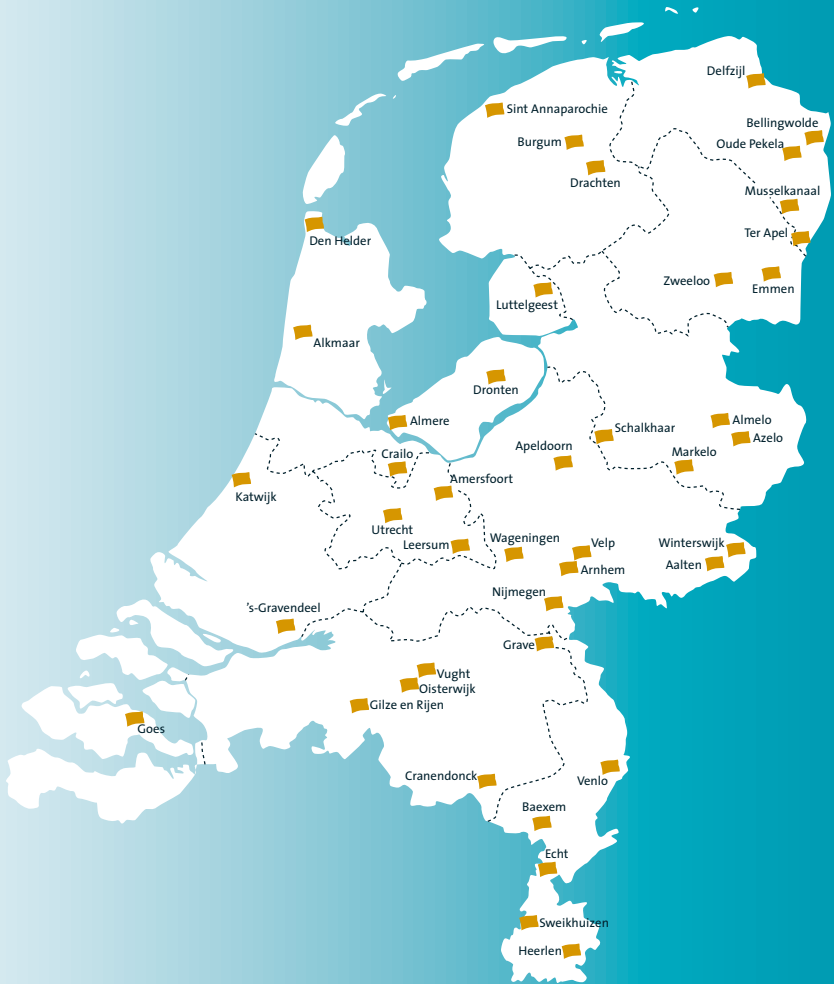 Delfzijl
Sint Annaparochie
Bellingwolde
Burgum
Oude Pekela
Drachten
Musselkanaal
Ter Apel
Den Helder
Zweeloo
Emmen
Luttelgeest
Alkmaar
Dronten
Almere
Almelo
Schalkhaar
Azelo
Apeldoorn
Markelo
Crailo
Amersfoort
Katwijk
Utrecht
Wageningen
Velp
Winterswijk
Leersum
Aalten
Arnhem
Nijmegen
's-Gravendeel
Grave
Vught
Oisterwijk
Gilze en Rijen
Goes
Cranendonck
Venlo
Baexem
Echt
Sweikhuizen
Heerlen